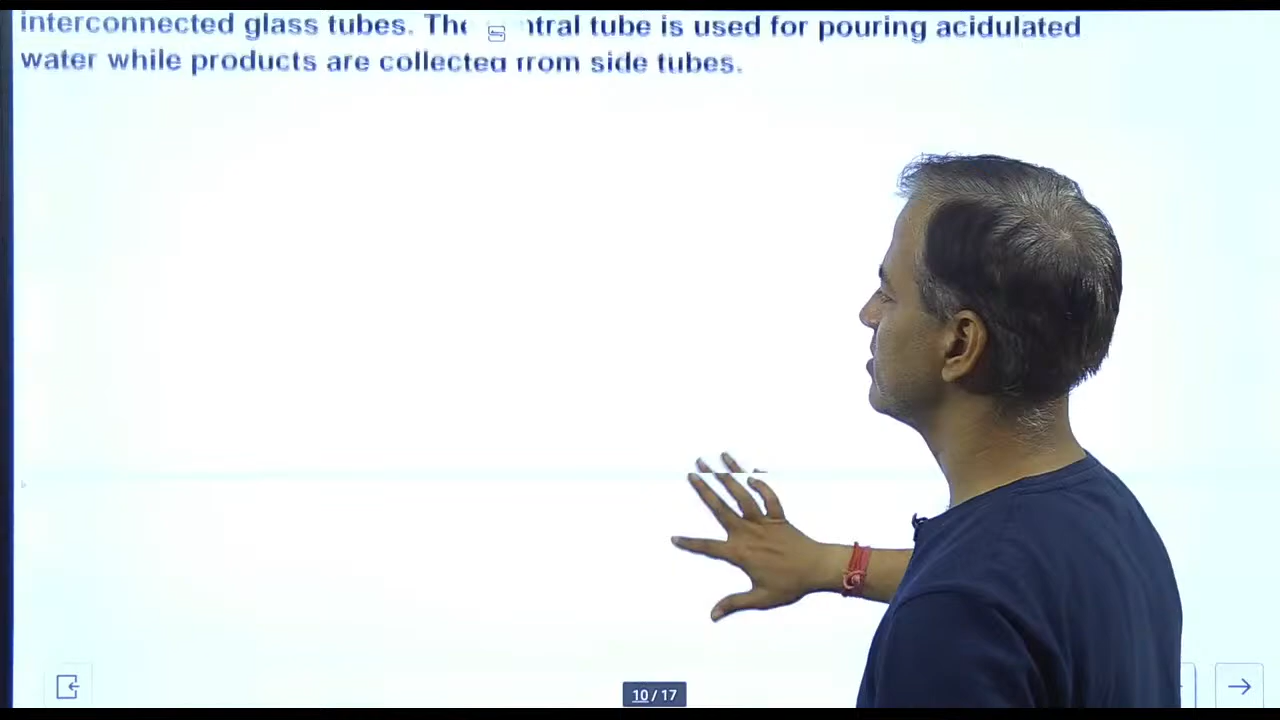 interconnected glass tubes. The central tube is used for pouring acidulated
water while products are collected from side tubes.
10 / 17